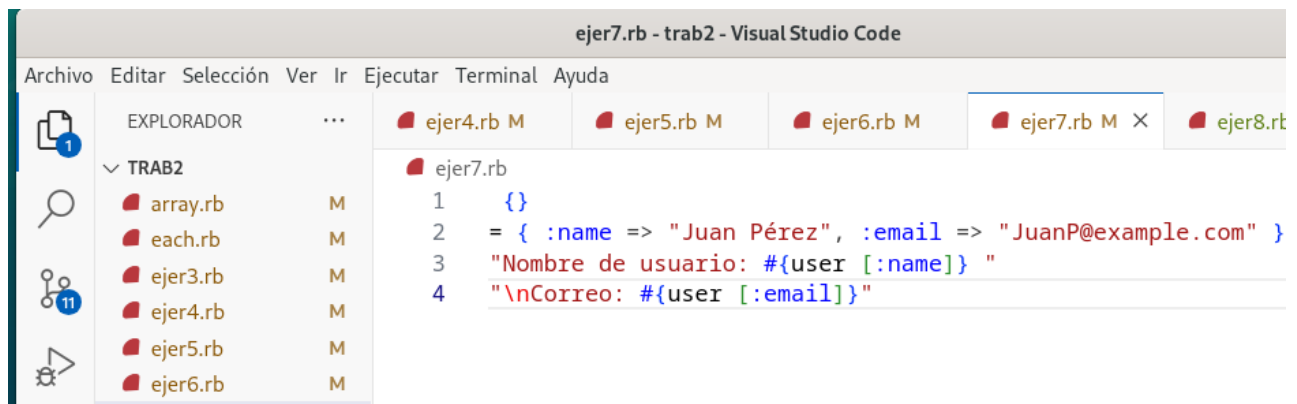 ejer7.rb - trab2 - Visual Studio Code
Archivo Editar Selección Ver Ir Ejecutar Terminal Ayuda
EXPLORADOR ···
ejer4.rb M ejer5.rb M ejer6.rb M ejer7.rb M × ejer8.rb
1
TRAB2
ejer7.rb
array.rb M
each.rb M
ejer3.rb M
ejer4.rb M
ejer5.rb M
ejer6.rb M
11
1 {}
2 = { :name => "Juan Pérez", :email => "JuanP@example.com" }
3 "Nombre de usuario: #{user [:name]} "
4 "\nCorreo: #{user [:email]}"